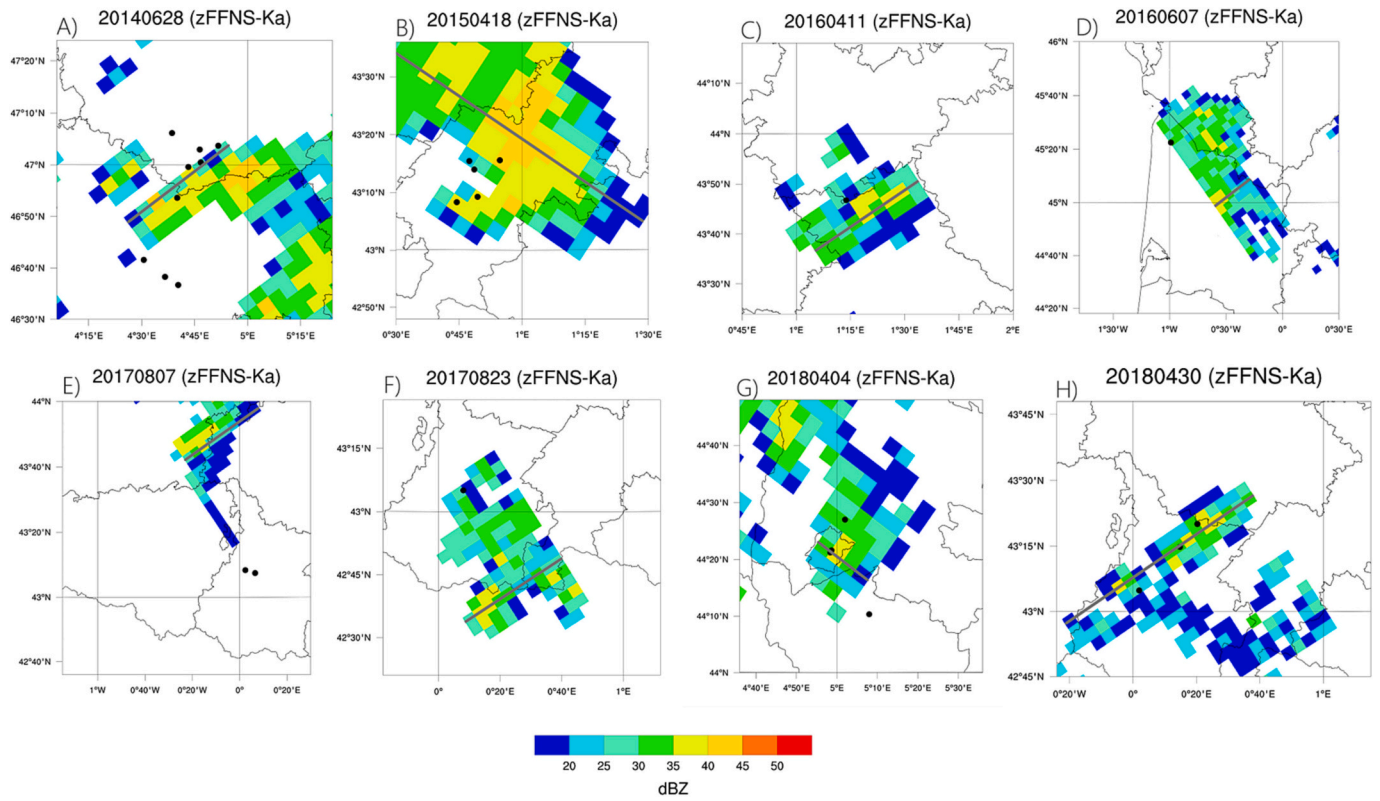 A) 20140628 (zFFNS-Ka)
47°20'N
47°10'N
47°N
46°50'N
46°40'N
46°30'N
4°15'E 4°30'E 4°45'E 5°E 5°15'E
B) 20150418 (zFFNS-Ka)
43°30'N
43°20'N
43°10'N
43°N
42°50'N
0°30'E 0°45'E 1°E 1°15'E 1°30'E
C) 20160411 (zFFNS-Ka)
44°10'N
44°N
43°50'N
43°40'N
43°30'N
0°45'E 1°E 1°15'E 1°30'E 1°45'E 2°E
D) 20160607 (zFFNS-Ka)
46°N
45°40'N
45°20'N
45°N
44°40'N
44°20'N
1°30'W 1°W 0°30'W 0° 0°30'E
E) 20170807 (zFFNS-Ka)
44°N
43°40'N
43°20'N
43°N
42°40'N
1°W 0°40'W 0°20'W 0° 0°20'E
F) 20170823 (zFFNS-Ka)
43°15'N
43°N
42°45'N
42°30'N
0° 0°20'E 0°40'E 1°E
G) 20180404 (zFFNS-Ka)
44°40'N
44°30'N
44°20'N
44°10'N
44°N
4°40'E 4°50'E 5°E 5°10'E 5°20'E 5°30'E
H) 20180430 (zFFNS-Ka)
43°45'N
43°30'N
43°15'N
43°N
42°45'N
0°20'W 0° 0°20'E 0°40'E 1°E
20 25 30 35 40 45 50
dBZ